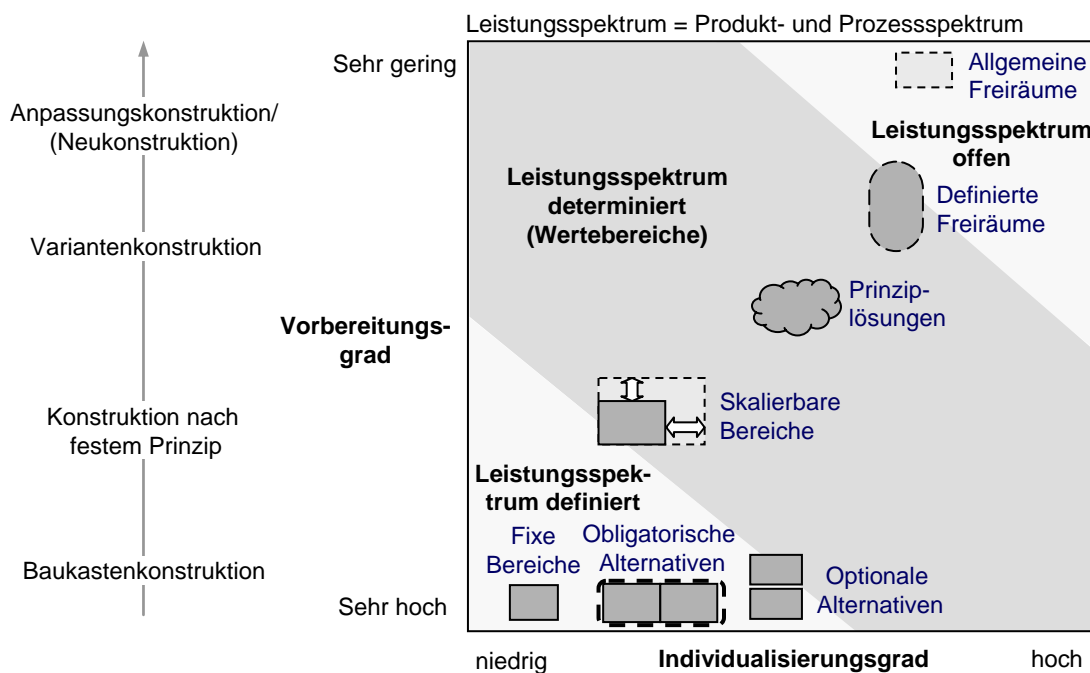 Leistungsspektrum = Produkt- und Prozessspektrum
Sehr gering
Allgemeine
Freiräume
Anpassungskonstruktion/
(Neukonstruktion)
Leistungsspektrum
offen
Leistungsspektrum
determiniert
(Wertebereiche)
Definierte
Freiräume
Variantenkonstruktion
Prinzip-
lösungen
Vorbereitungs-
grad
Skalierbare
Bereiche
Konstruktion nach
festem Prinzip
Leistungsspek-
trum definiert
Fixe
Bereiche
Obligatorische
Alternativen
Optionale
Alternativen
Baukastenkonstruktion
Sehr hoch
niedrig
Individualisierungsgrad
hoch